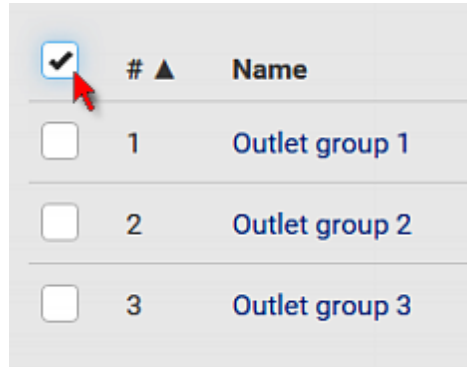 # ▲ Name
1 Outlet group 1
2 Outlet group 2
3 Outlet group 3